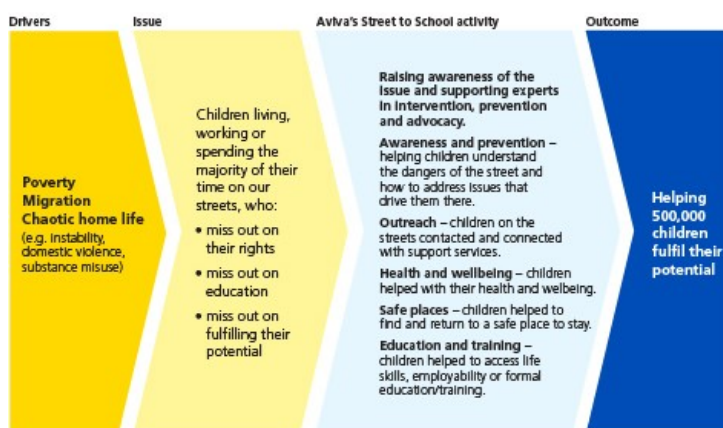 Drivers
Issue
Aviva's Street to School activity
Outcome
Poverty
Migration
Chaotic home life
(e.g. instability,
domestic violence,
substance misuse)
Children living,
working or
spending the
majority of their
time on our
streets, who:
• miss out on
their rights
• miss out on
education
• miss out on
fulfilling their
potential
Raising awareness of the
issue and supporting experts
in intervention, prevention
and advocacy.
Awareness and prevention –
helping children understand
the dangers of the street and
how to address issues that
drive them there.
Outreach – children on the
streets contacted and connected
with support services.
Health and wellbeing – children
helped with their health and welbeing.
Safe places – children helped to
find and return to a safe place to stay.
Education and training –
children helped to access life
skills, employability or formal
education/training.
Helping
500,000
children
fulfil their
potential